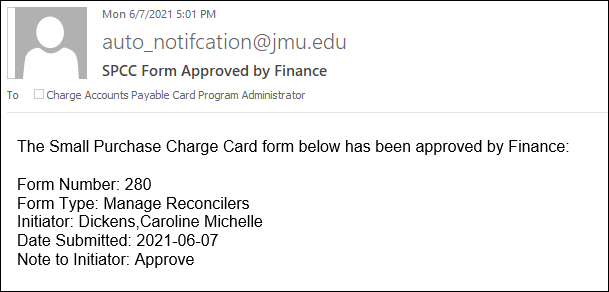 Mon 6/7/2021 5:01 PM
auto_notifcation@jmu.edu
SPCC Form Approved by Finance
To Charge Accounts Payable Card Program Administrator
The Small Purchase Charge Card form below has been approved by Finance:
Form Number: 280
Form Type: Manage Reconcilers
Initiator: Dickens,Caroline Michelle
Date Submitted: 2021-06-07
Note to Initiator: Approve